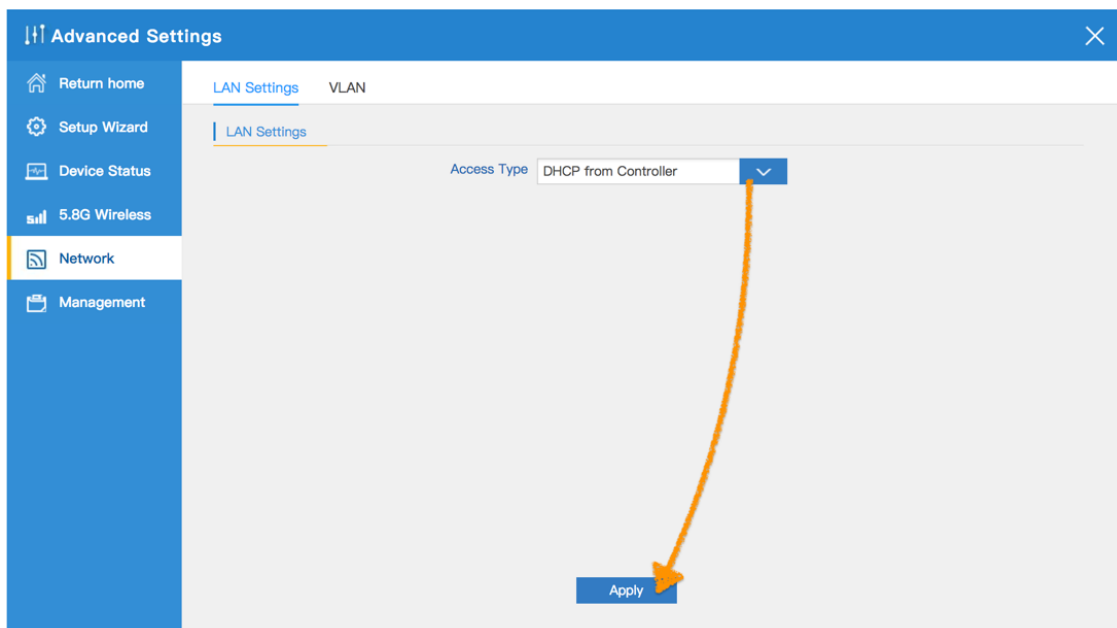 Advanced Settings
Return home
Setup Wizard
Device Status
5.8G Wireless
Network
Management
LAN Settings VLAN
LAN Settings
Access Type DHCP from Controller
Apply